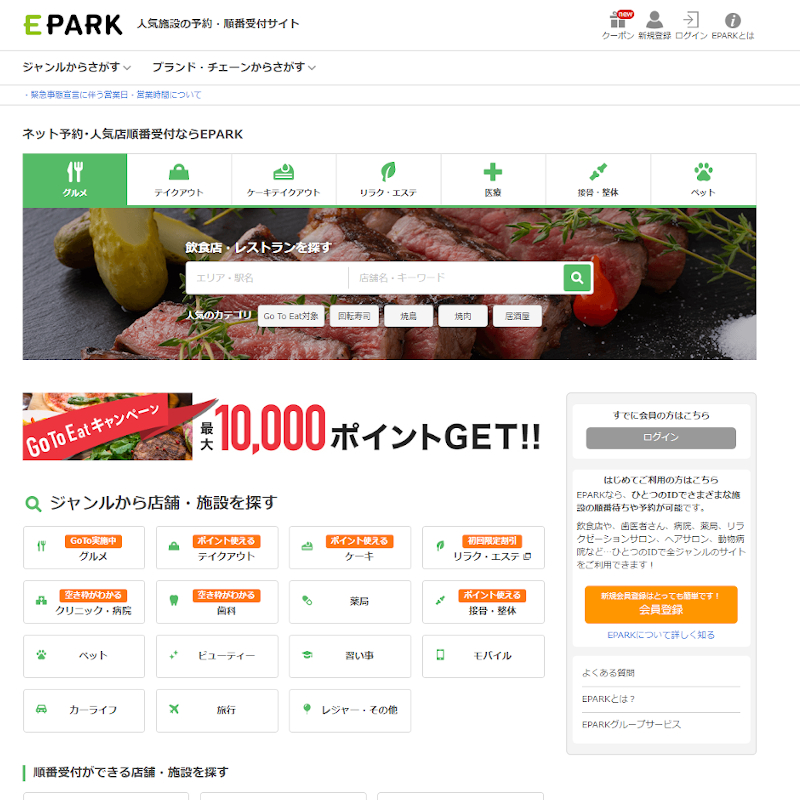 EPARK
人気施設の予約・順番受付サイト
new
クーポン
新規登録
ログイン
EPARKとは
ジャンルからさがす
ブランド・チェーンからさがす
・緊急事態宣言に伴う営業日・営業時間について
ネット予約・人気店順番受付ならEPARK
グルメ
テイクアウト
ケーキテイクアウト
リラク・エステ
医療
接骨・整体
ペット
飲食店・レストランを探す
エリア・駅名
店舗名・キーワード
人気のカテゴリ
Go To Eat対象
回転寿司
焼鳥
焼肉
居酒屋
Go To Eatキャンペーン
最大10,000ポイントGET!!
すでに会員の方はこちら
ログイン
はじめてご利用の方はこちら
EPARKなら、ひとつのIDでさまざまな施
設の順番待ちや予約が可能です。
飲食店や、歯医者さん、病院、薬局、リラ
クゼーションサロン、ヘアサロン、動物病
院など…ひとつのIDで全ジャンルのサイト
をご利用できます！
新規会員登録はとっても簡単です！
会員登録
EPARKについて詳しく知る
よくある質問
EPARKとは？
EPARKグループサービス
ジャンルから店舗・施設を探す
GoTo実施中
グルメ
ポイント使える
テイクアウト
ポイント使える
ケーキ
初回限定割引
リラク・エステ
空き枠がわかる
クリニック・病院
空き枠がわかる
歯科
薬局
ポイント使える
接骨・整体
ペット
ビューティー
習い事
モバイル
カーライフ
旅行
レジャー・その他
順番受付ができる店舗・施設を探す